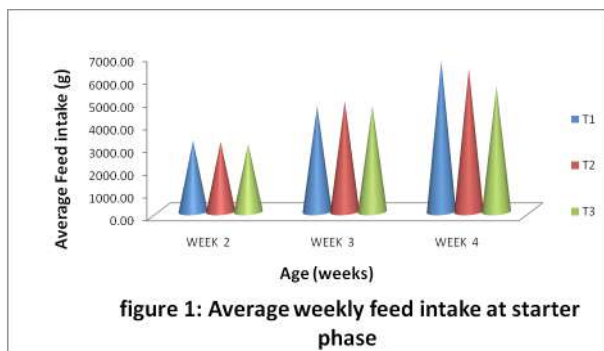 Average Feed intake (g)
7000.00
6000.00
5000.00
4000.00
3000.00
2000.00
1000.00
0.00
WEEK 2
WEEK 3
WEEK 4
Age (weeks)
T1
T2
T3
figure 1: Average weekly feed intake at starter
phase